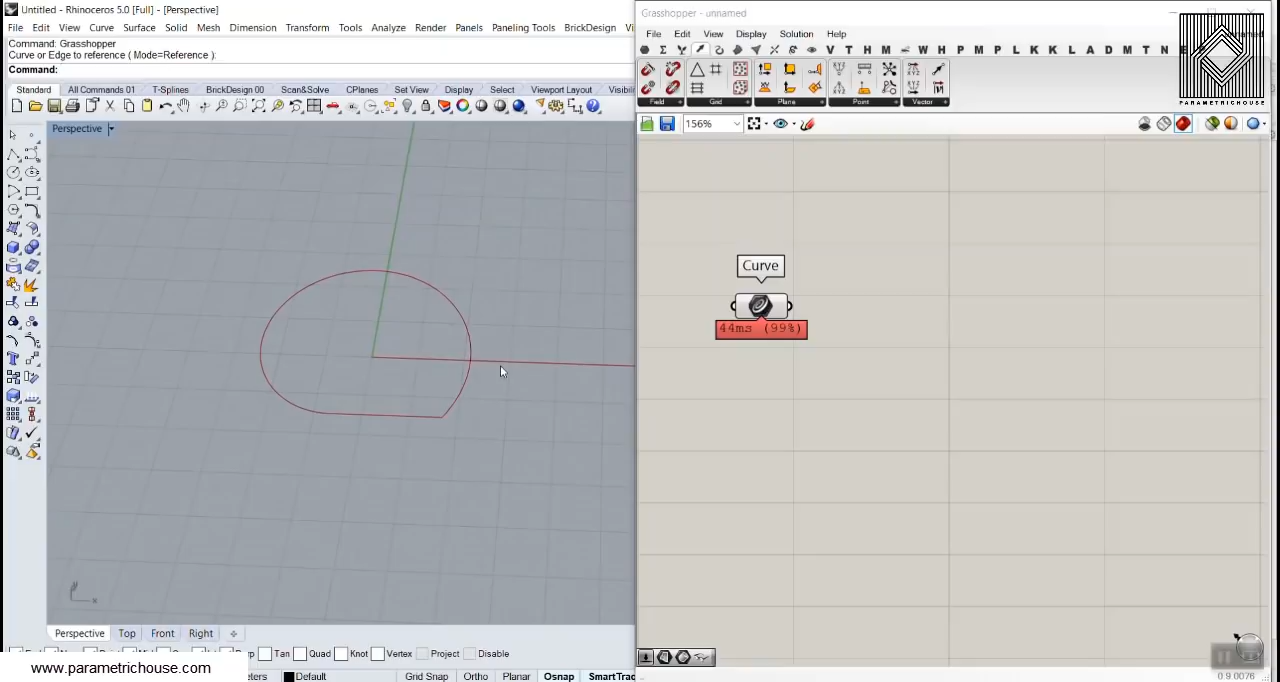 Untitled - Rhinoceros 5.0 [Full] - [Perspective]
File Edit View Curve Surface Solid Mesh Dimension Transform Tools Analyze Render Panels Paneling Tools BrickDesign
Command: Grasshopper
Curve or Edge to reference ( Mode=Reference ):
Command:
Standard All Commands 01 T-Splines BrickDesign 00 Scan&Solve CPlanes Set View Display Select Viewport Layout
Perspective
Perspective Top Front Right
Tan Quad Knot Vertex Project Disable
www.parametrichouse.com
Default Grid Snap Ortho Planar Osnap
Grasshopper - unnamed
File Edit View Display Solution Help
V T H M W H P M P L K K L A D M T N
Field Grid Plane Point Vector
PARAMETRICHOUSE
156%
Curve
44ms (99%)
0.9.0076